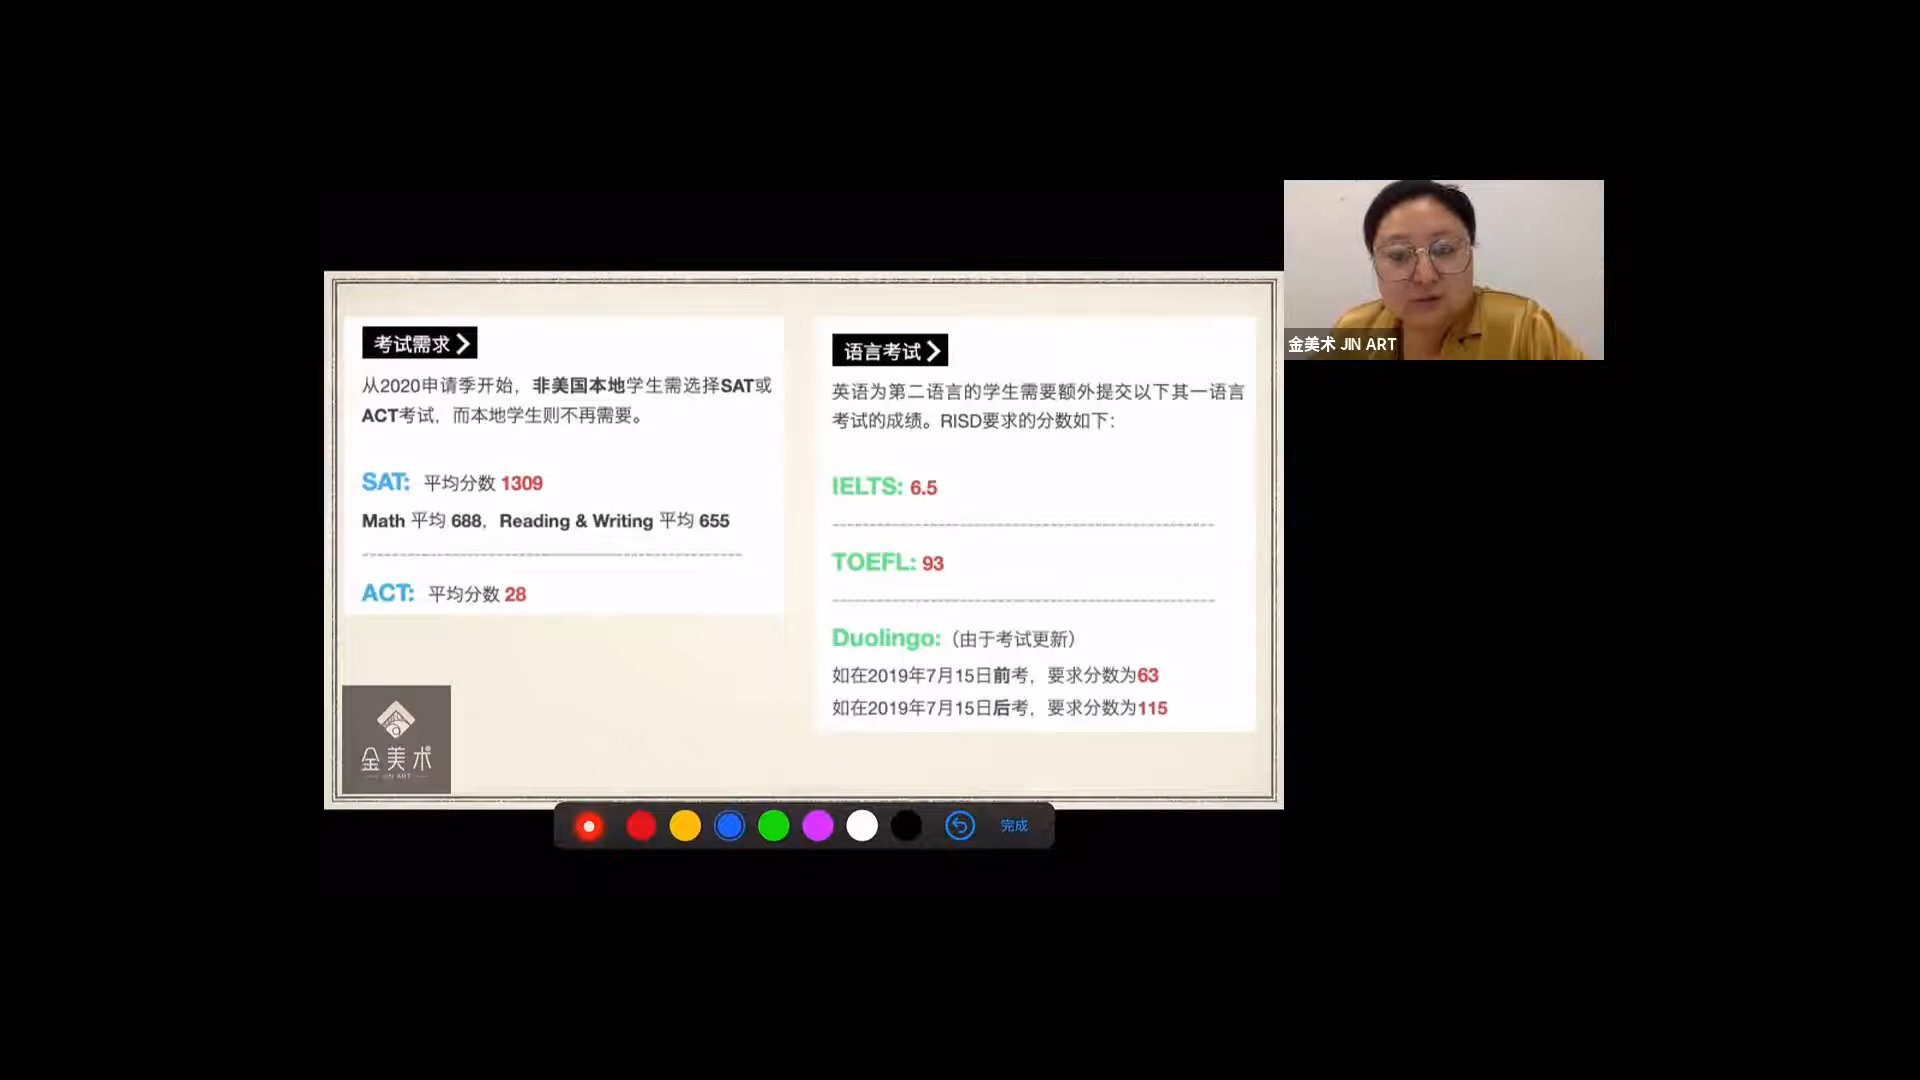 考试需求
从2020申请季开始，非美国本地学生需选择SAT或
ACT考试，而本地学生则不再需要。
SAT: 平均分数 1309
Math 平均 688，Reading & Writing 平均 655
ACT: 平均分数 28
语言考试
英语为第二语言的学生需要额外提交以下其一语言
考试的成绩。RISD要求的分数如下：
IELTS: 6.5
TOEFL: 93
Duolingo:（由于考试更新）
如在2019年7月15日前考，要求分数为63
如在2019年7月15日后考，要求分数为115
金美术
JIN ART
金美术 JIN ART
完成